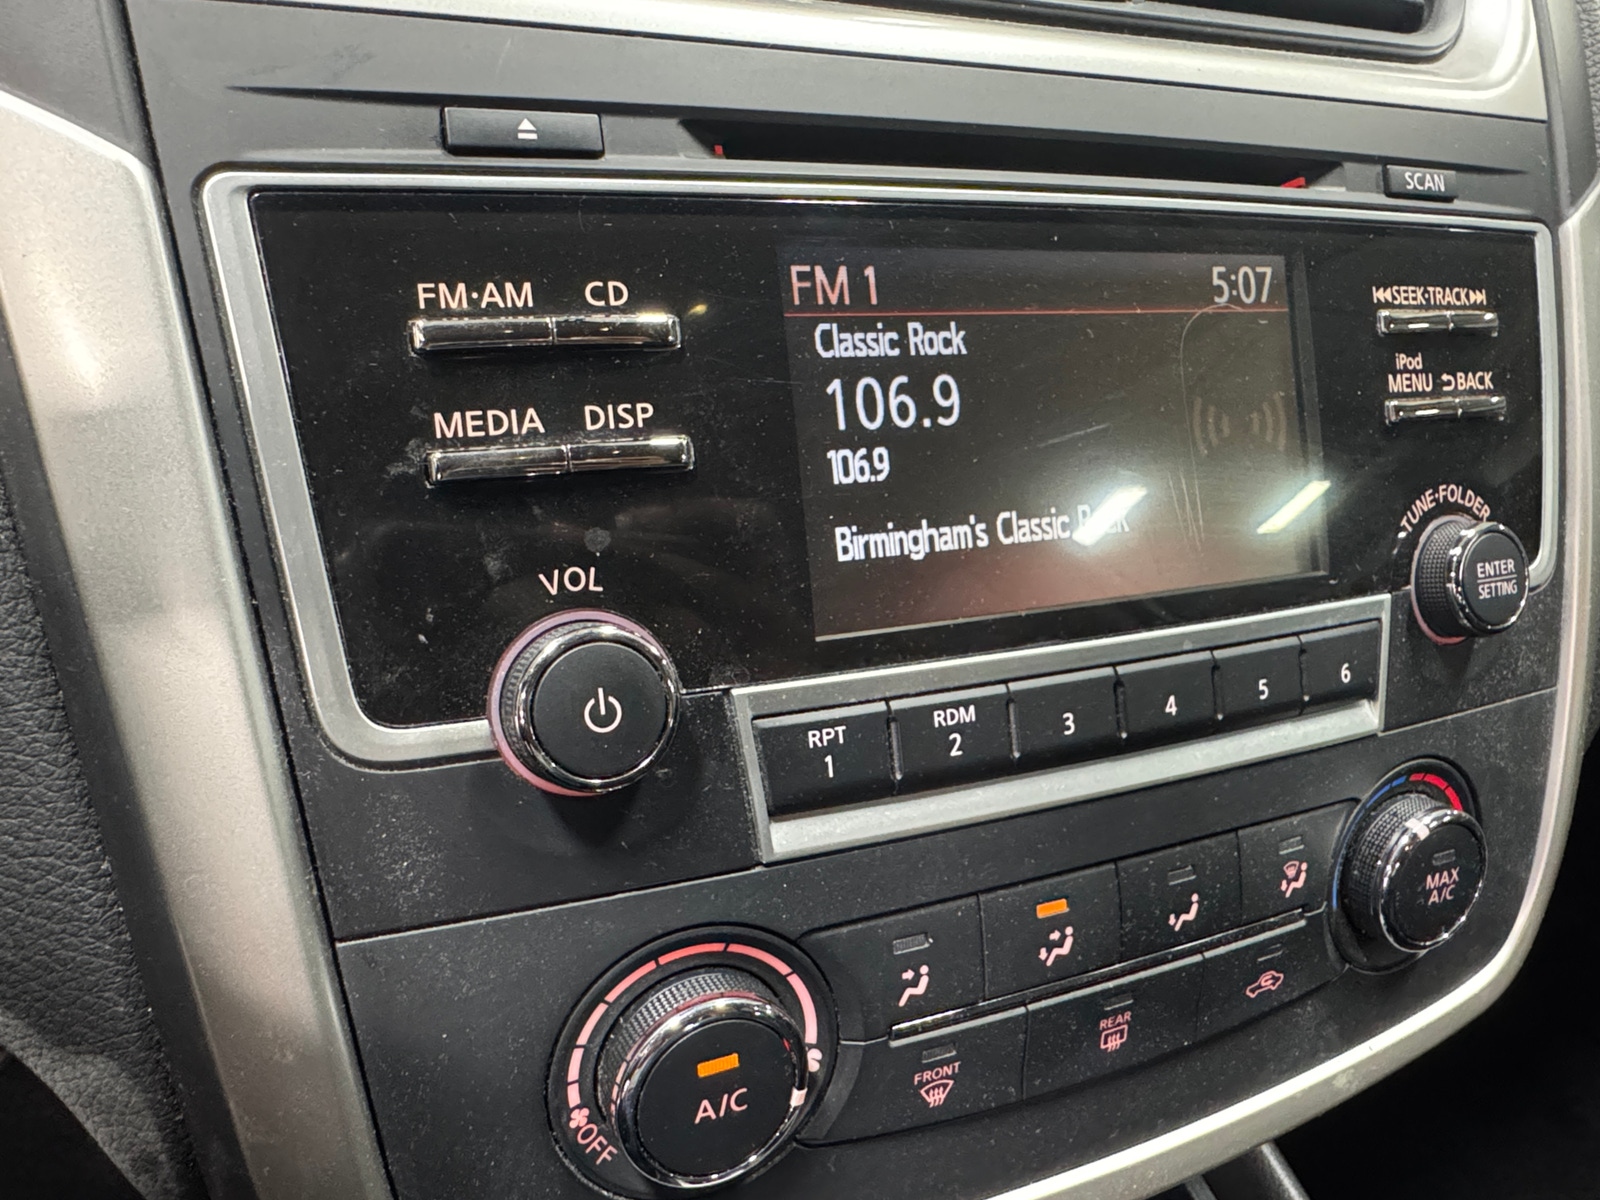 SCAN
FM·AM CD
FM 1 5:07
SEEK·TRACK
Classic Rock
iPod
MENU BACK
106.9
MEDIA DISP
106.9
TUNE·FOLDER
Birmingham's Classic
ENTER
SETTING
VOL
RPT
1
RDM
2
3
4
5
6
MAX
A/C
REAR
FRONT
A/C
OFF